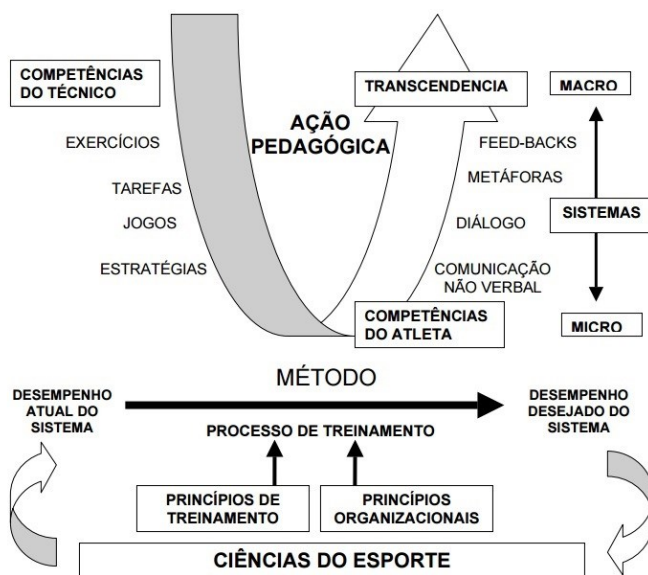 COMPETÊNCIAS
DO TÉCNICO
TRANSCENDENCIA
MACRO
AÇÃO
PEDAGÓGICA
EXERCÍCIOS
TAREFAS
JOGOS
ESTRATÉGIAS
FEED-BACKS
METÁFORAS
DIÁLOGO
COMUNICAÇÃO
NÃO VERBAL
SISTEMAS
COMPETÊNCIAS
DO ATLETA
MICRO
MÉTODO
DESEMPENHO
ATUAL DO
SISTEMA
DESEMPENHO
DESEJADO DO
SISTEMA
PROCESSO DE TREINAMENTO
PRINCÍPIOS DE
TREINAMENTO
PRINCÍPIOS
ORGANIZACIONAIS
CIÊNCIAS DO ESPORTE